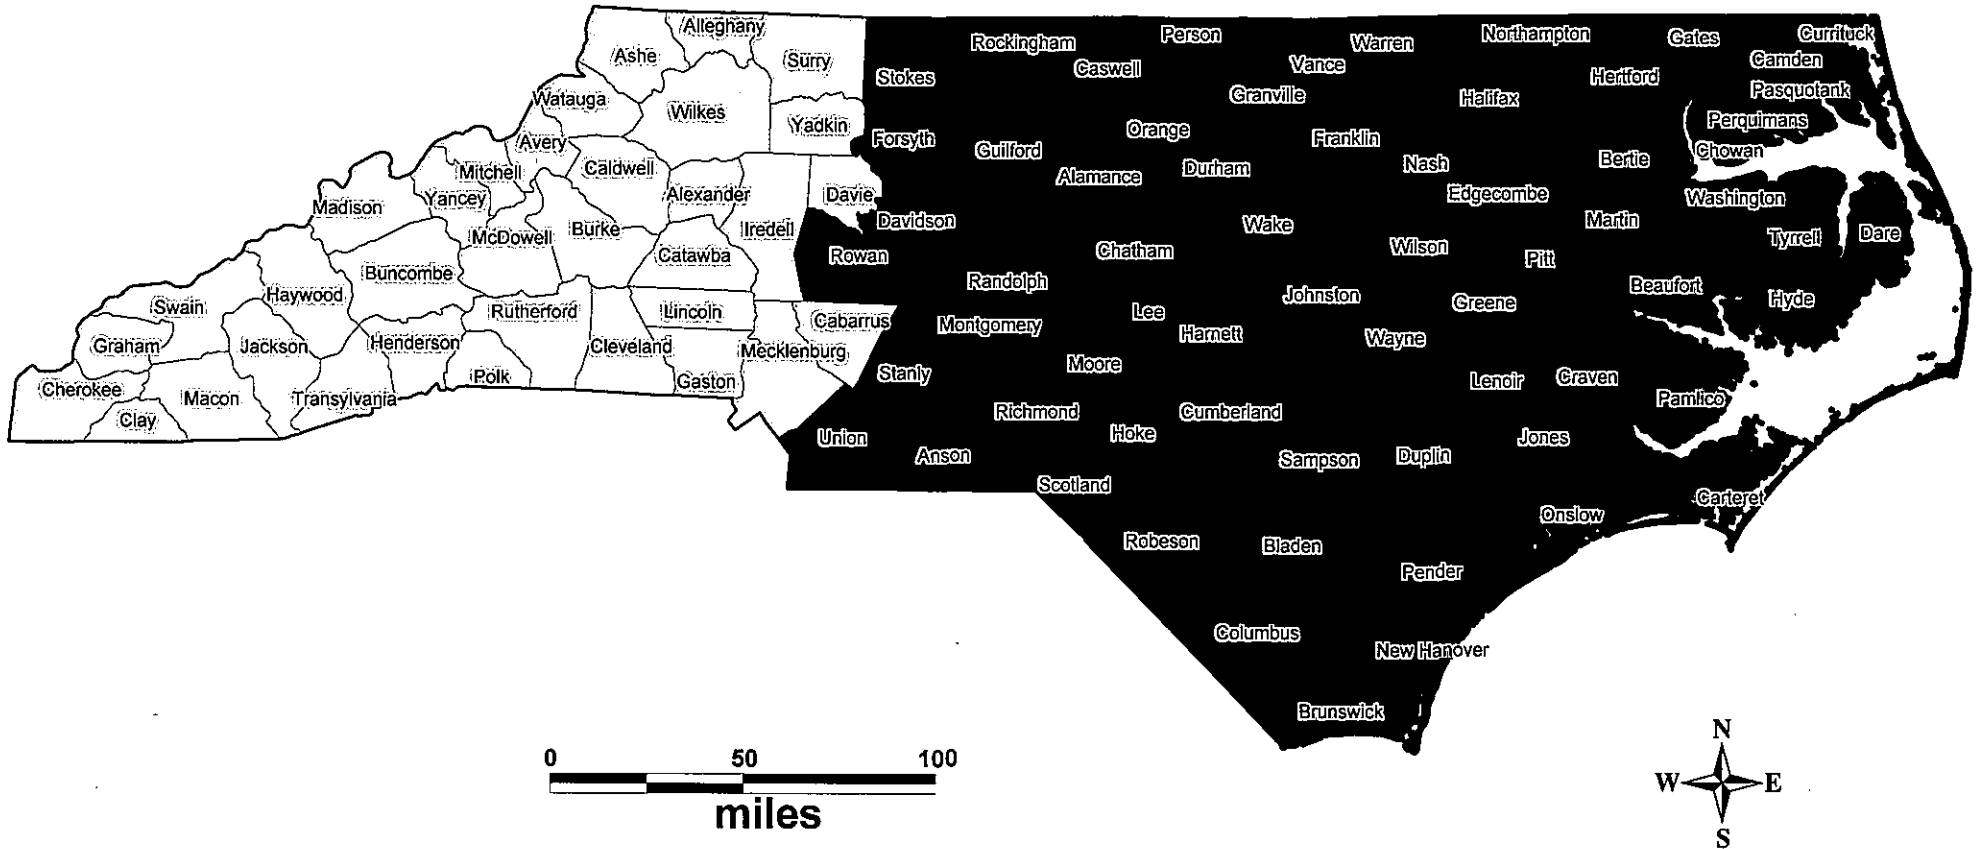 Alleghany
Ashe
Surry
Stokes
Rockingham
Caswell
Person
Vance
Granville
Warren
Northampton
Halifax
Hertford
Gates
Currituck
Camden
Pasquotank
Perquimans
Chowan
Watauga
Wilkes
Yadkin
Forsyth
Guilford
Orange
Alamance
Durham
Franklin
Nash
Edgecombe
Bertie
Washington
Martin
Tyrrell
Dare
Avery
Mitchell
Caldwell
Alexander
Davie
Davidson
Iredell
Yancey
Madison
McDowell
Burke
Catawba
Rowan
Randolph
Chatham
Wake
Wilson
Pitt
Beaufort
Hyde
Buncombe
Haywood
Swain
Rutherford
Lincoln
Cabarrus
Montgomery
Lee
Harnett
Johnston
Greene
Wayne
Graham
Jackson
Henderson
Cleveland
Mecklenburg
Stanly
Moore
Lenoir
Craven
Pamlico
Cherokee
Macon
Transylvania
Polk
Gaston
Clay
Union
Anson
Richmond
Hoke
Cumberland
Sampson
Duplin
Jones
Scotland
Carteret
Onslow
Robeson
Bladen
Pender
Columbus
New Hanover
Brunswick
0 50 100
miles
N
W E
S